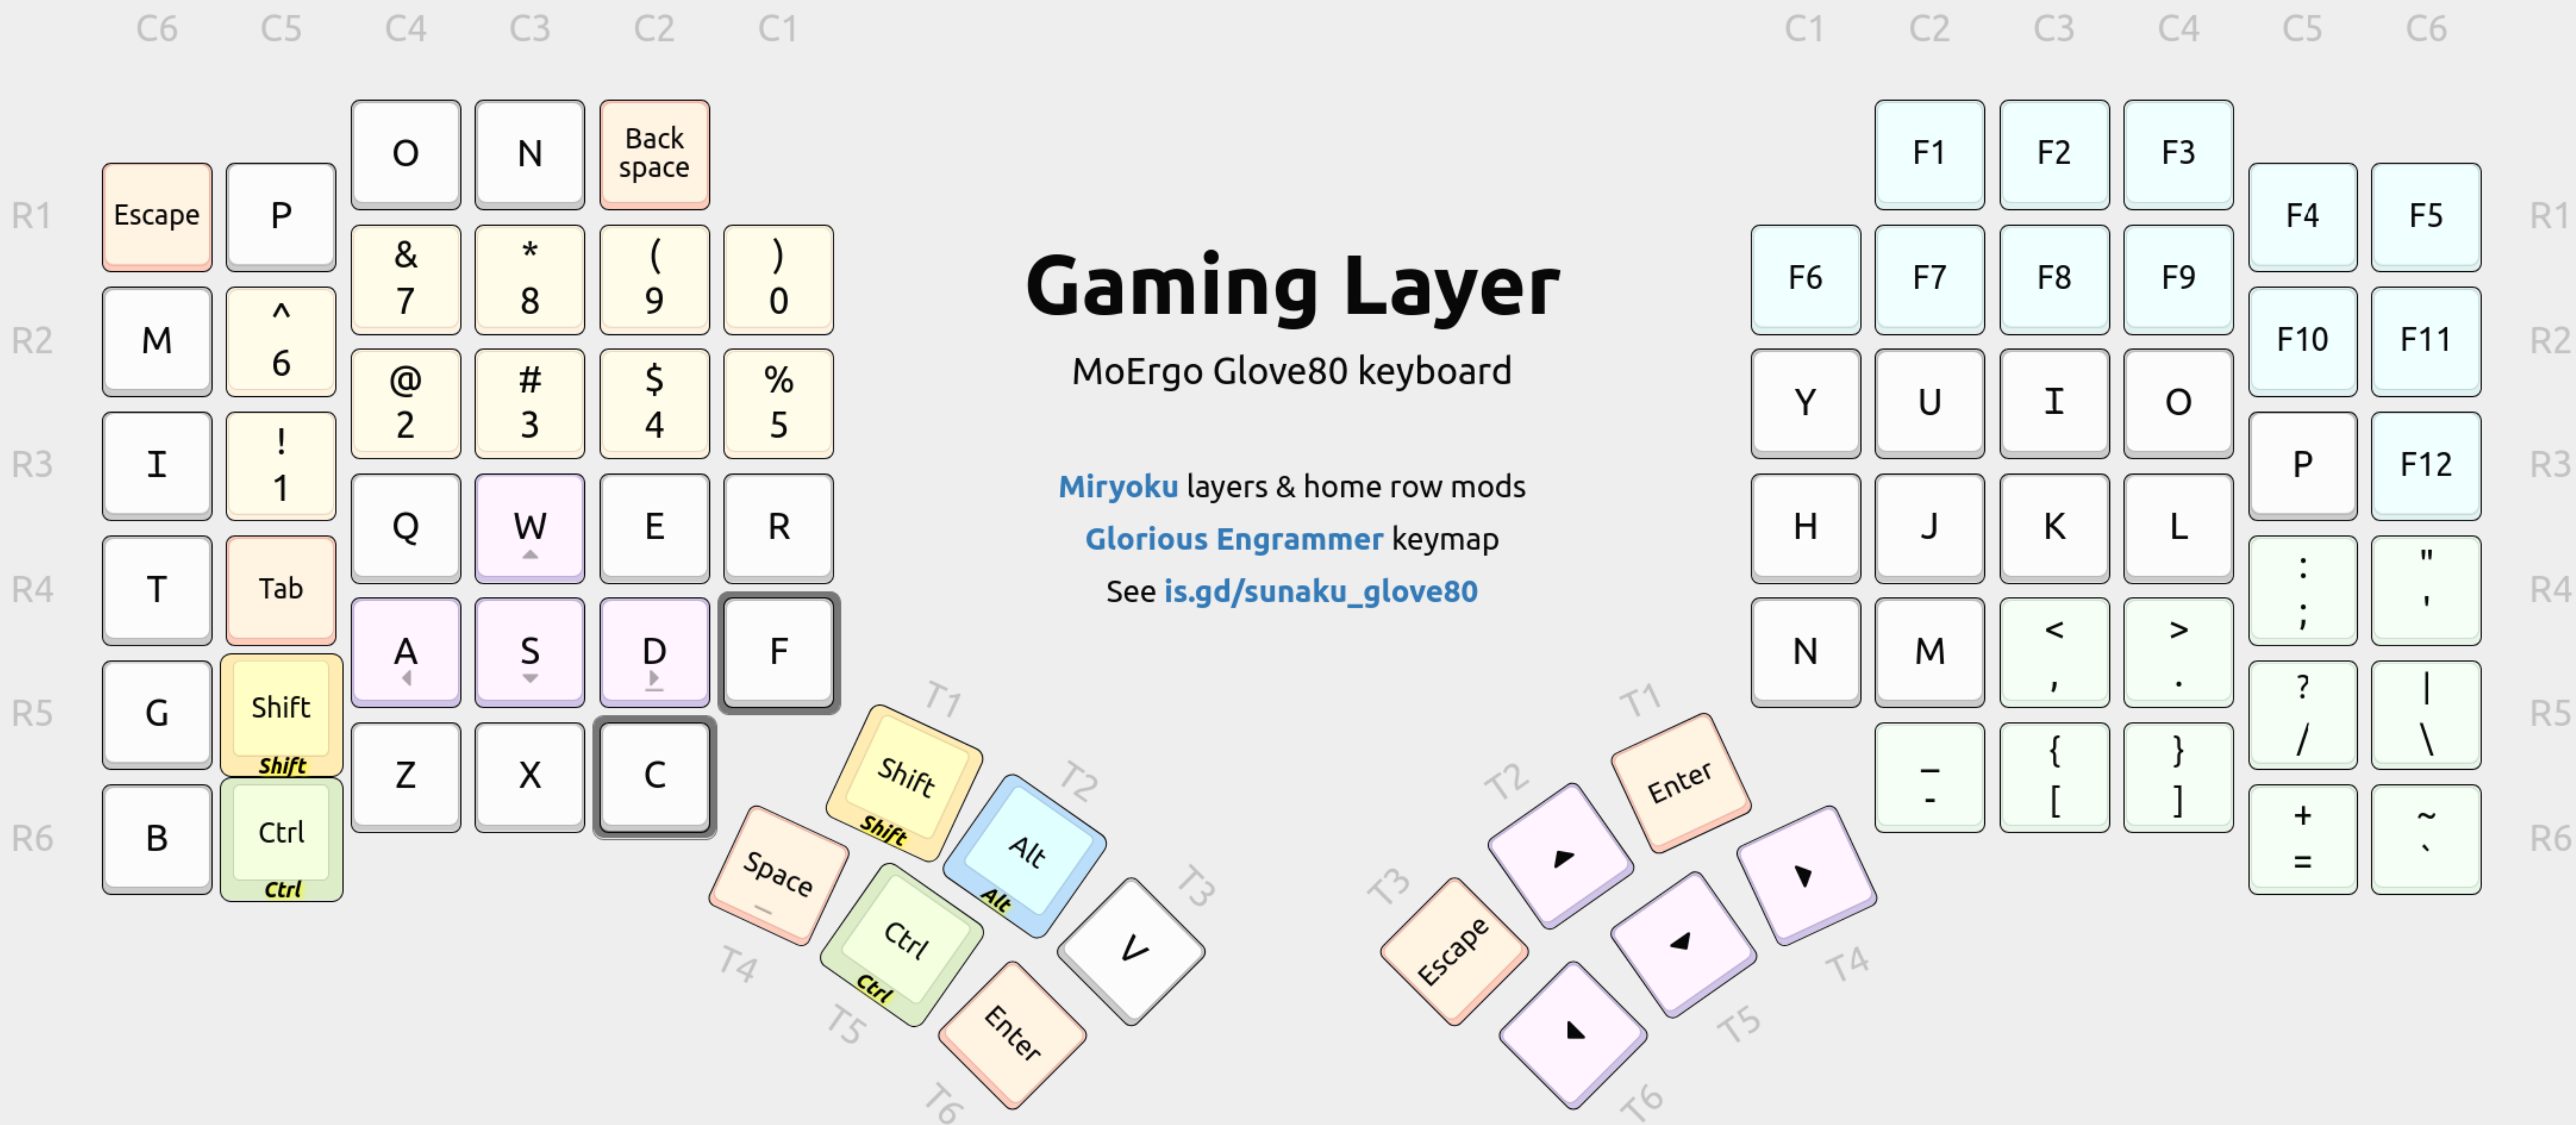 C6 C5 C4 C3 C2 C1
C1 C2 C3 C4 C5 C6
O N Back
space
R1 Escape P
& * ( )
7 8 9 0
R2 M ^
6
@ # $ %
2 3 4 5
R3 I !
1
Q W E R
R4 T Tab
A S D F
R5 G Shift
Shift
Z X C
R6 B Ctrl
Ctrl
T1
Shift
Shift
T2
Alt
Alt
T3
V
Space
T4
Ctrl
Ctrl
T5
Enter
T6
Gaming Layer
MoErgo Glove80 keyboard
Miryoku layers & home row mods
Glorious Engrammer keymap
See is.gd/sunaku_glove80
F1 F2 F3
F4 F5 R1
F6 F7 F8 F9
F10 F11 R2
Y U I O
P F12 R3
H J K L
: "
; '
R4
N M < >
, .
? |
/ \
R5
_ { }
- [ ]
+ ~
= `
R6
T1
Enter
T2
T3
Escape
T4
T5
T6